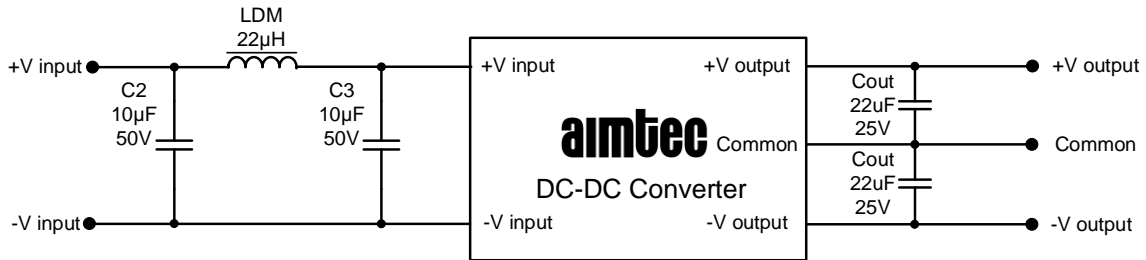 LDM
22µH
+V input
C2
10µF
50V
C3
10µF
50V
-V input
+V input
-V input
aimtec
DC-DC Converter
+V output
Common
-V output
Cout
22uF
25V
Cout
22uF
25V
+V output
Common
-V output